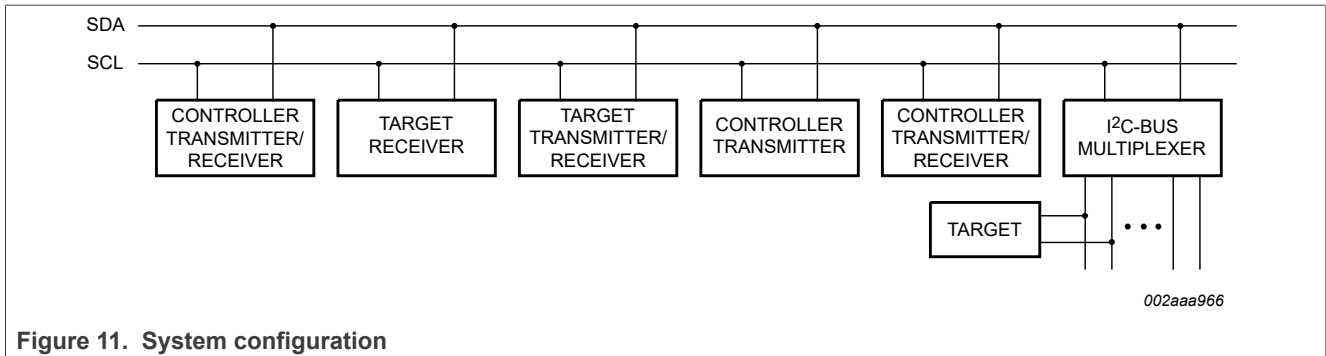 SDA
SCL
CONTROLLER
TRANSMITTER/
RECEIVER
TARGET
RECEIVER
TARGET
TRANSMITTER/
RECEIVER
CONTROLLER
TRANSMITTER
CONTROLLER
TRANSMITTER/
RECEIVER
I²C-BUS
MULTIPLEXER
TARGET
002aaa966
Figure 11. System configuration